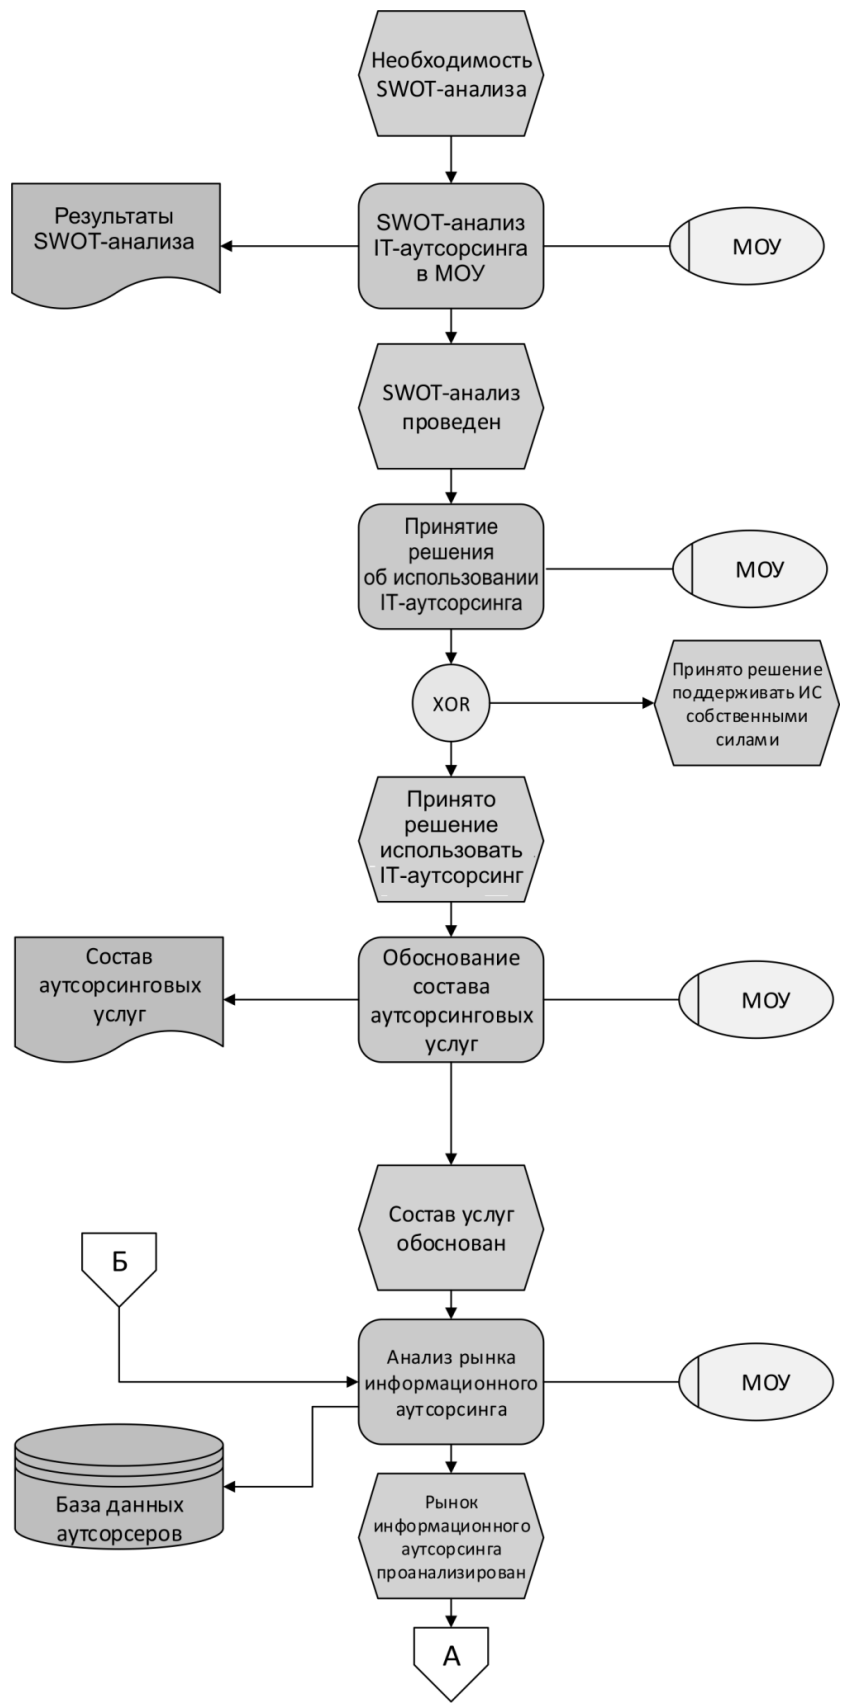 Необходимость
SWOT-анализа
Результаты
SWOT-анализа
SWOT-анализ
IT-аутсорсинга
в МОУ
МОУ
SWOT-анализ
проведен
Принятие
решения
об использовании
IT-аутсорсинга
МОУ
XOR
Принято решение
поддерживать ИС
собственными
силами
Принято
решение
использовать
IT-аутсорсинг
Состав
аутсорсинговых
услуг
Обоснование
состава
аутсорсинговых
услуг
МОУ
Состав услуг
обоснован
Б
Анализ рынка
информационного
аутсорсинга
МОУ
База данных
аутсорсеров
Рынок
информационного
аутсорсинга
проанализирован
А